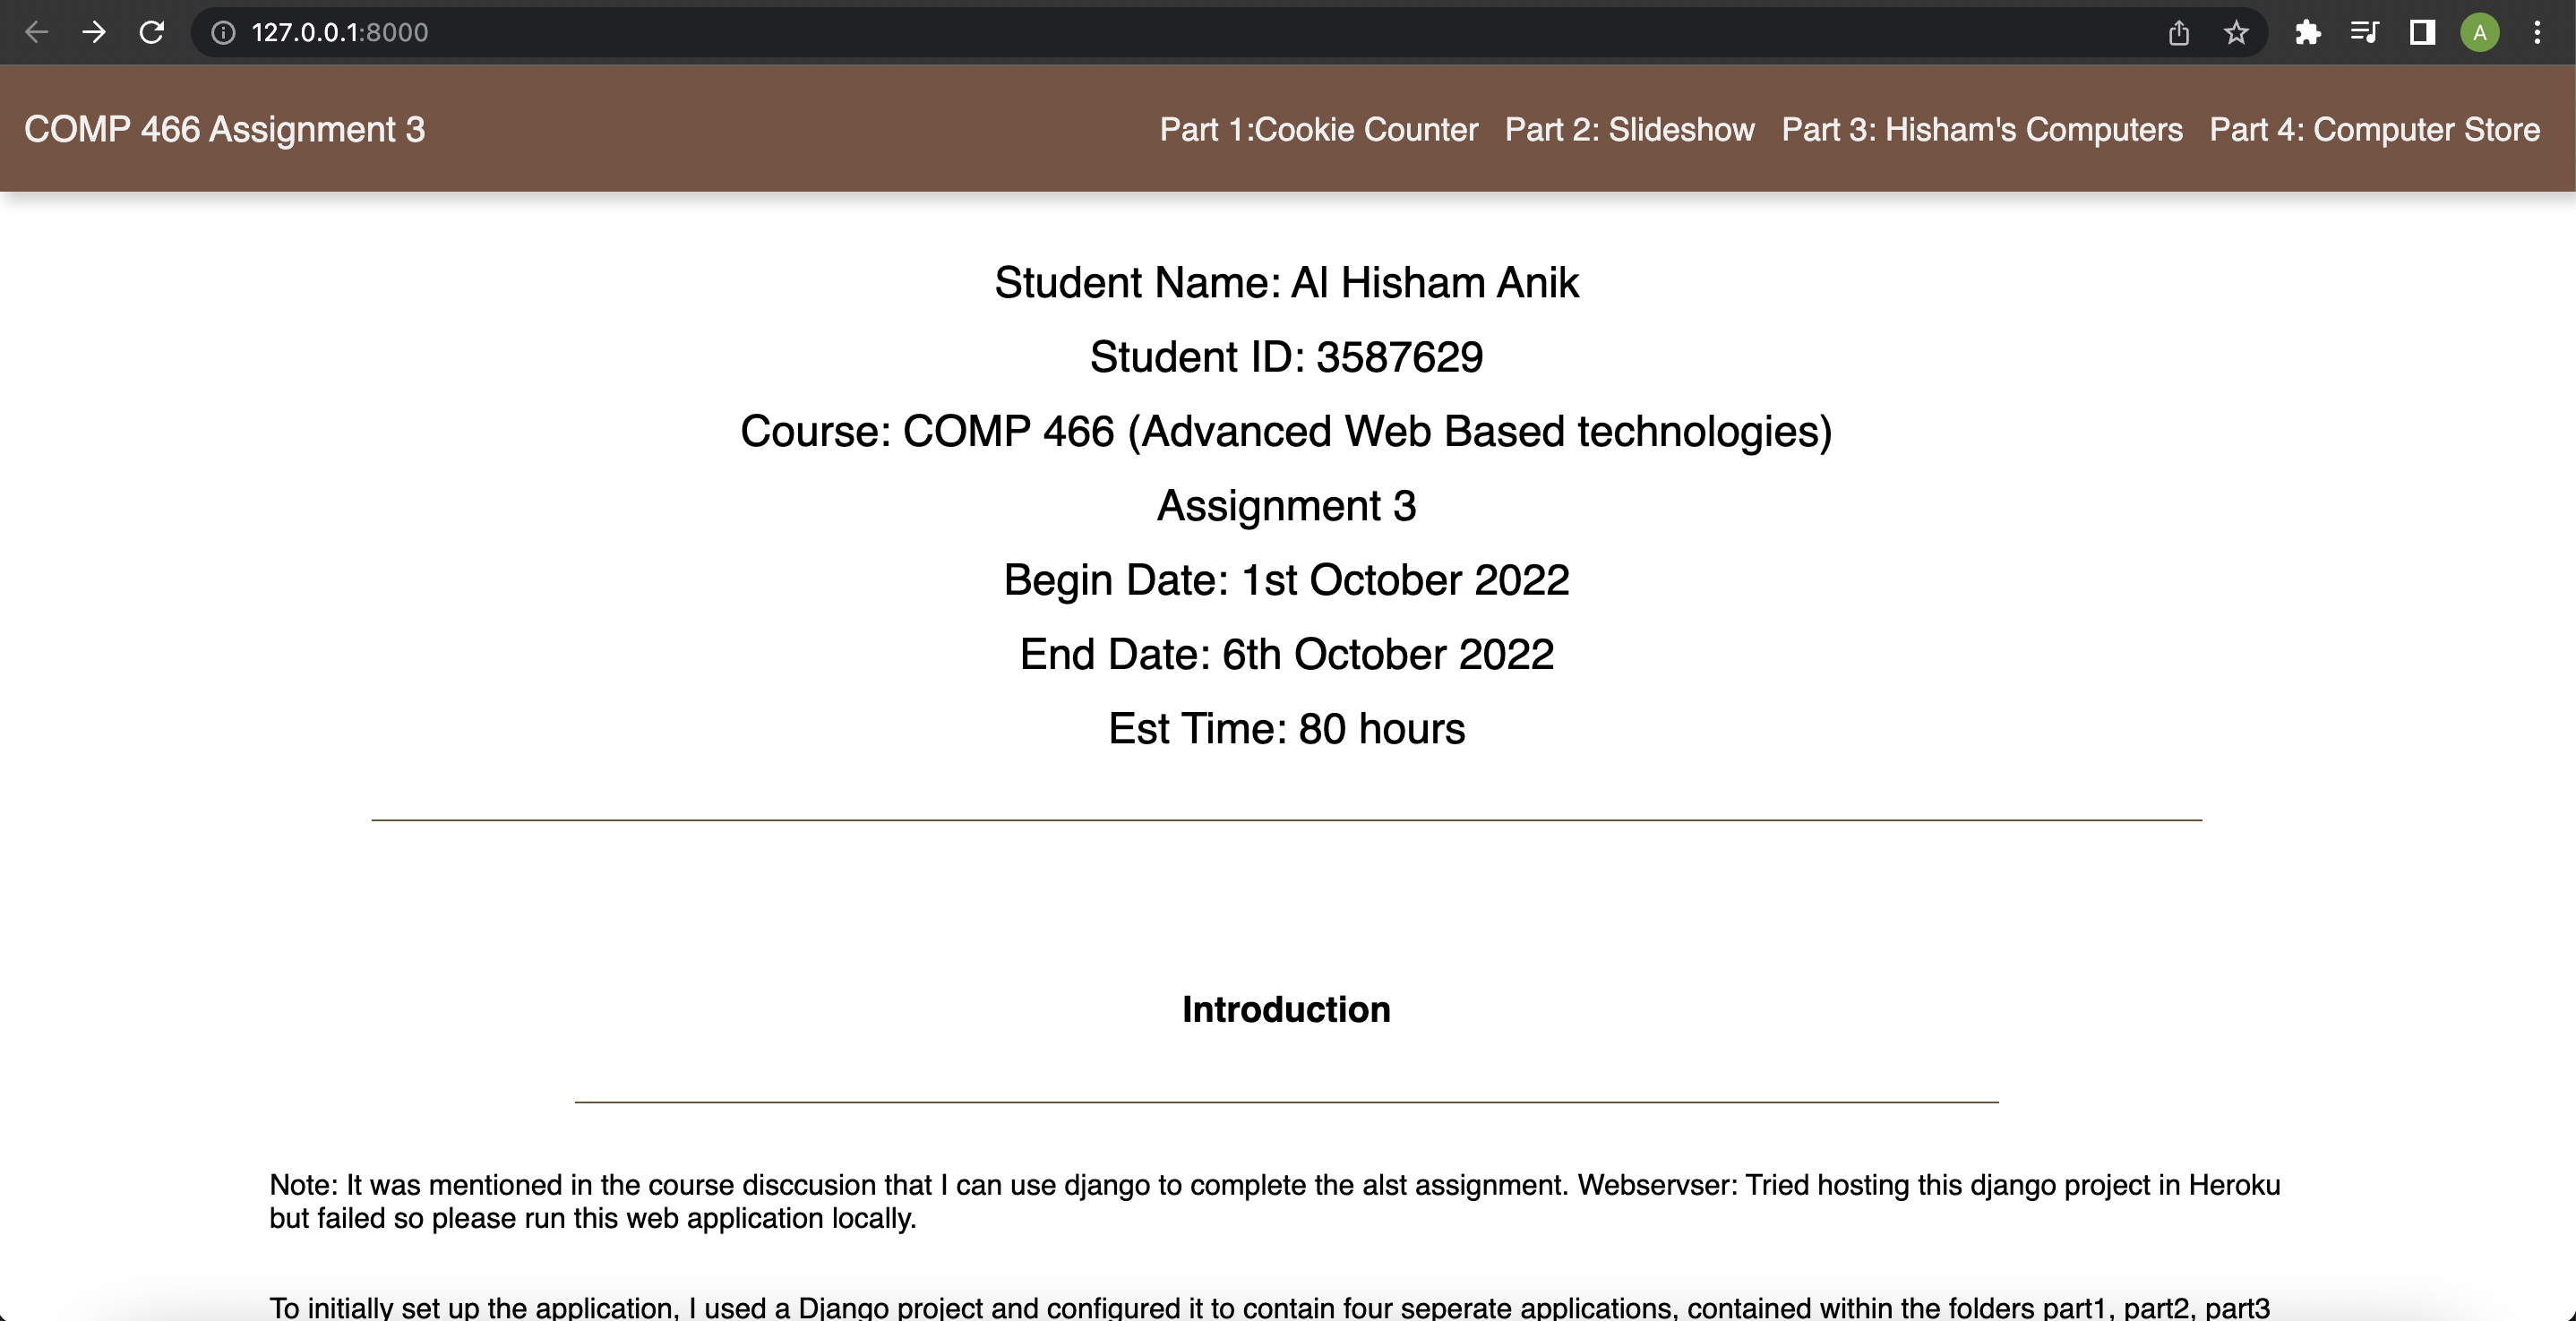 127.0.0.1:8000
A
COMP 466 Assignment 3
Part 1:Cookie Counter
Part 2: Slideshow
Part 3: Hisham's Computers
Part 4: Computer Store
Student Name: Al Hisham Anik
Student ID: 3587629
Course: COMP 466 (Advanced Web Based technologies)
Assignment 3
Begin Date: 1st October 2022
End Date: 6th October 2022
Est Time: 80 hours
Introduction
Note: It was mentioned in the course disccusion that I can use django to complete the alst assignment. Webservser: Tried hosting this django project in Heroku
but failed so please run this web application locally.
To initially set up the application, I used a Django project and configured it to contain four seperate applications, contained within the folders part1, part2, part3